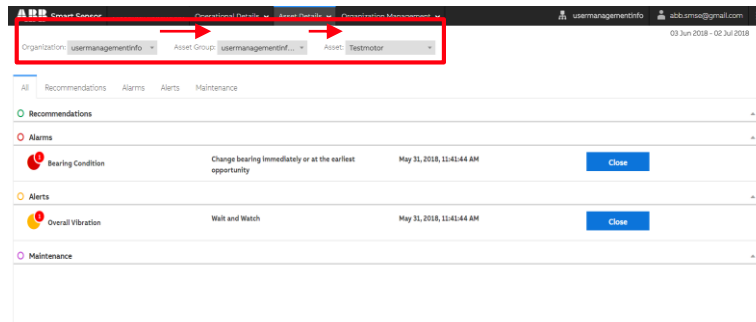 ABB Smart Sensor Operational Details Asset Details Organization Management usermanagementinfo abb.smse@gmail.com
03 Jun 2018 - 02 Jul 2018
Organization: usermanagementinfo Asset Group: usermanagementinf... Asset: Testmotor
All Recommendations Alarms Alerts Maintenance
Recommendations
Alarms
1
Bearing Condition Change bearing immediately or at the earliest opportunity May 31, 2018, 11:41:44 AM Close
Alerts
1
Overall Vibration Wait and Watch May 31, 2018, 11:41:44 AM Close
Maintenance